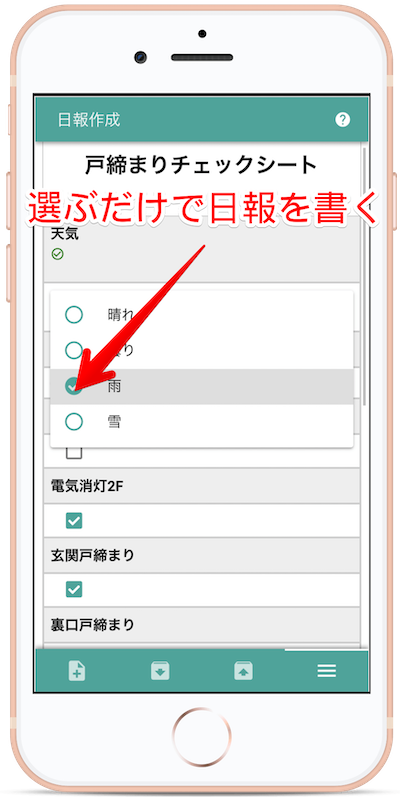 日報作成
戸締まりチェックシート
選ぶだけで日報を書く
天気
晴れ
り
雨
雪
電気消灯2F
玄関戸締まり
裏口戸締まり